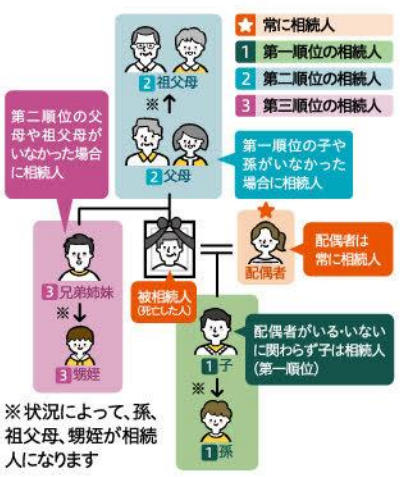 常に相続人
1 第一順位の相続人
2 第二順位の相続人
3 第三順位の相続人
2 祖父母
※
2 父母
第二順位の父
母や祖父母が
いなかった場合
に相続人
第一順位の子や
孫がいなかった
場合に相続人
配偶者
配偶者は
常に相続人
被相続人
(死亡した人)
3 兄弟姉妹
※
3 甥姪
1 子
※
1 孫
配偶者がいる・いない
に関わらず子は相続人
(第一順位)
※状況によって、孫、
祖父母、甥姪が相続
人になります